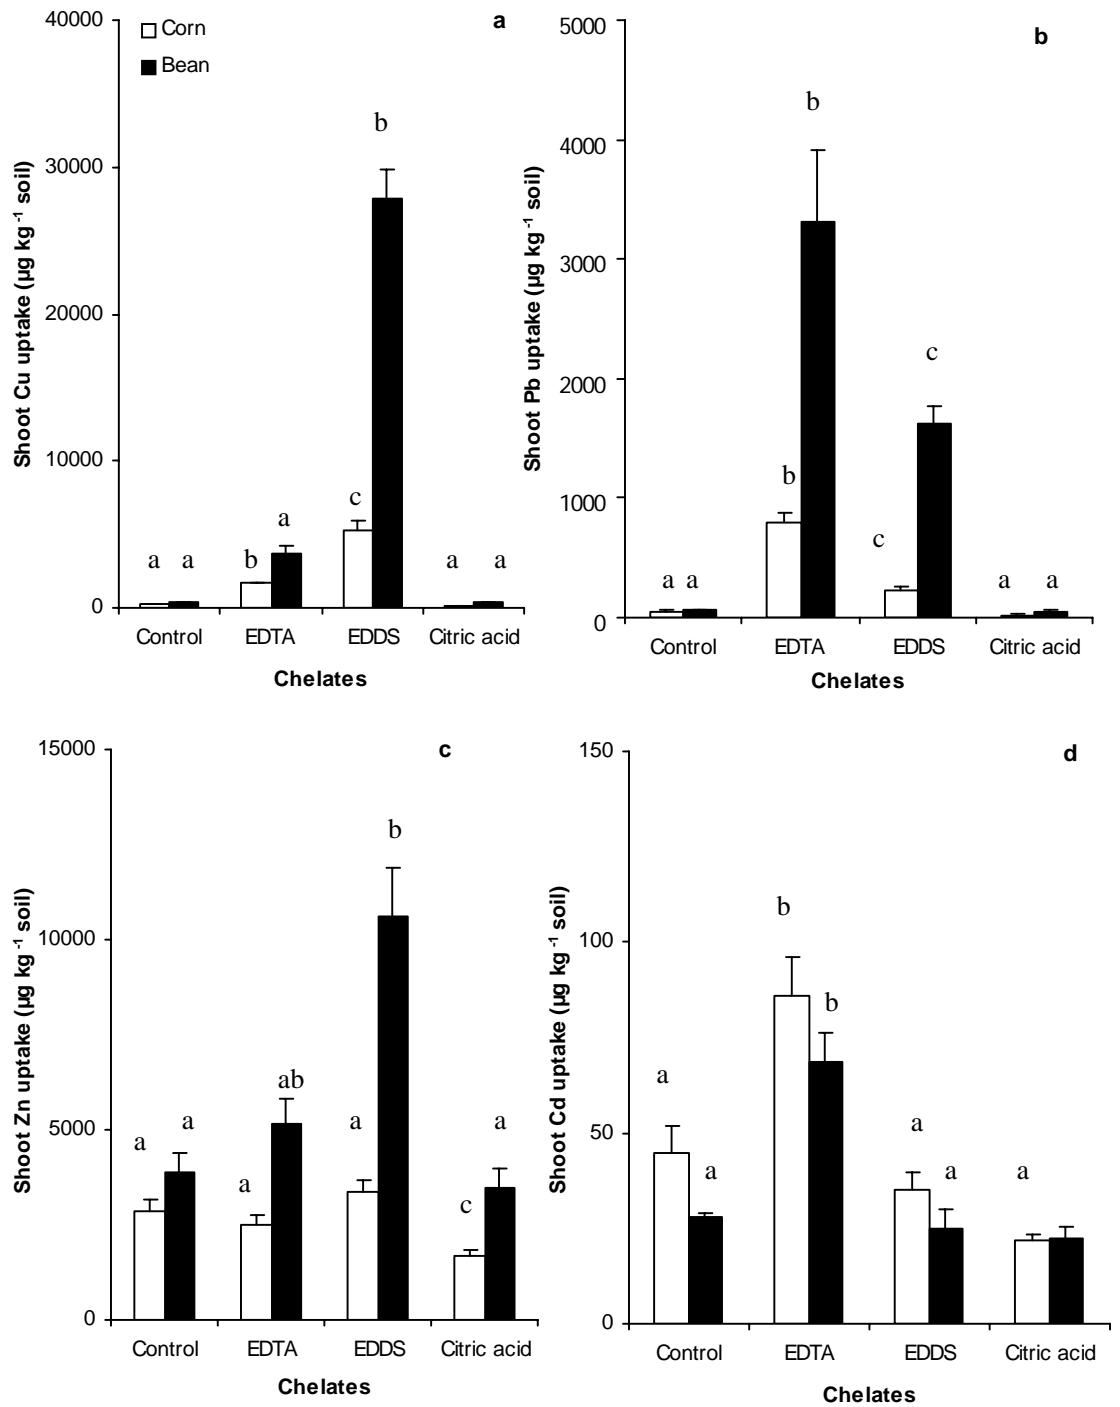 a
Corn
Bean
40000
30000
20000
10000
0
Shoot Cu uptake (µg kg⁻¹ soil)
a a b a c b a a
Control EDTA EDDS Citric acid
Chelates
b
5000
4000
3000
2000
1000
0
Shoot Pb uptake (µg kg⁻¹ soil)
a a b b c c a a
Control EDTA EDDS Citric acid
Chelates
c
15000
10000
5000
0
Shoot Zn uptake (µg kg⁻¹ soil)
a a a ab a b c a
Control EDTA EDDS Citric acid
Chelates
d
150
100
50
0
Shoot Cd uptake (µg kg⁻¹ soil)
a a b b a a a
Control EDTA EDDS Citric acid
Chelates